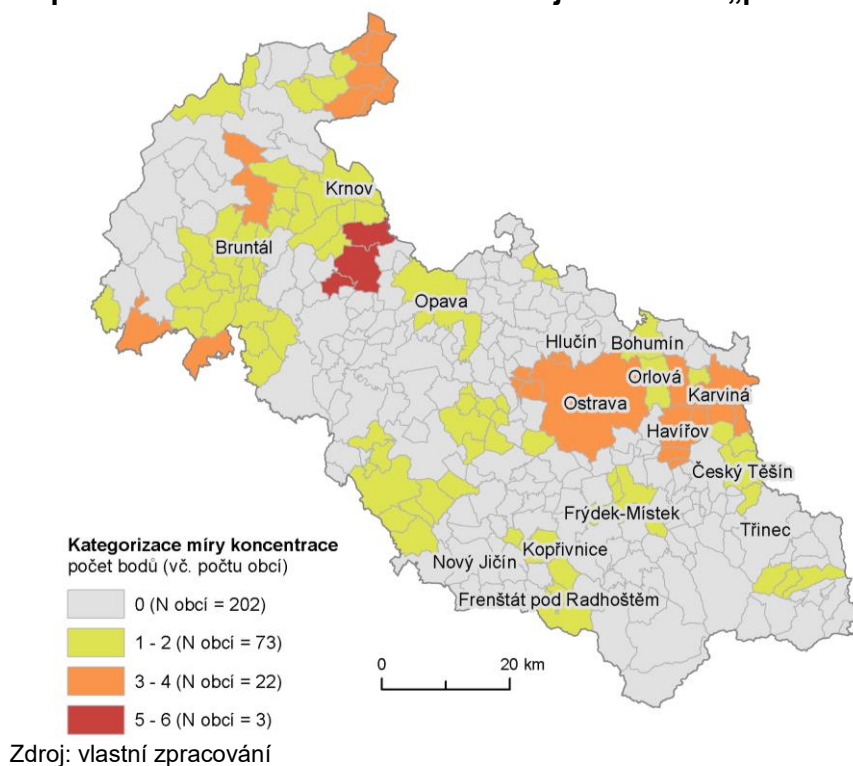 Krnov
Bruntál
Opava
Hlučín
Bohumín
Orlová
Karviná
Ostrava
Havířov
Český Těšín
Frýdek-Místek
Třinec
Kopřivnice
Nový Jičín
Frenštát pod Radhoštěm
Kategorizace míry koncentrace
počet bodů (vč. počtu obcí)
0 (N obcí = 202)
1 - 2 (N obcí = 73)
3 - 4 (N obcí = 22)
5 - 6 (N obcí = 3)
0 20 km
Zdroj: vlastní zpracování